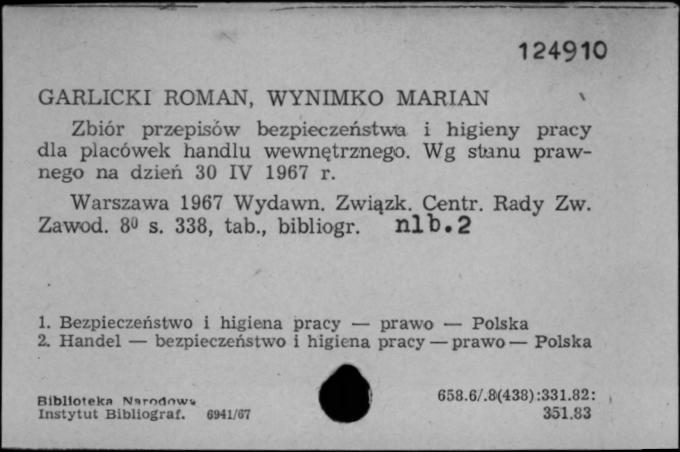 124910
GARLICKI ROMAN, WYNIMKO MARIAN
Zbiór przepisów bezpieczeństwa i higieny pracy
dla placówek handlu wewnętrznego. Wg stanu praw-
nego na dzień 30 IV 1967 r.
Warszawa 1967 Wydawn. Związk. Centr. Rady Zw.
Zawod. 8⁰ s. 338, tab., bibliogr. nlb.2
1. Bezpieczeństwo i higiena pracy — prawo — Polska
2. Handel — bezpieczeństwo i higiena pracy — prawo — Polska
Biblioteka Narodowa
Instytut Bibliograf. 6941/67
658.6/.8(438):331.82:
351.83